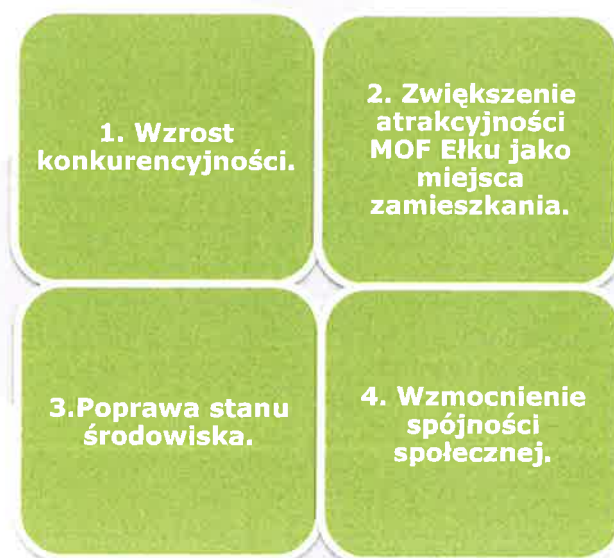 1. Wzrost
konkurencyjności.
2. Zwiększenie
atrakcyjności
MOF Ełku jako
miejsca
zamieszkania.
3.Poprawa stanu
środowiska.
4. Wzmocnienie
spójności
społecznej.